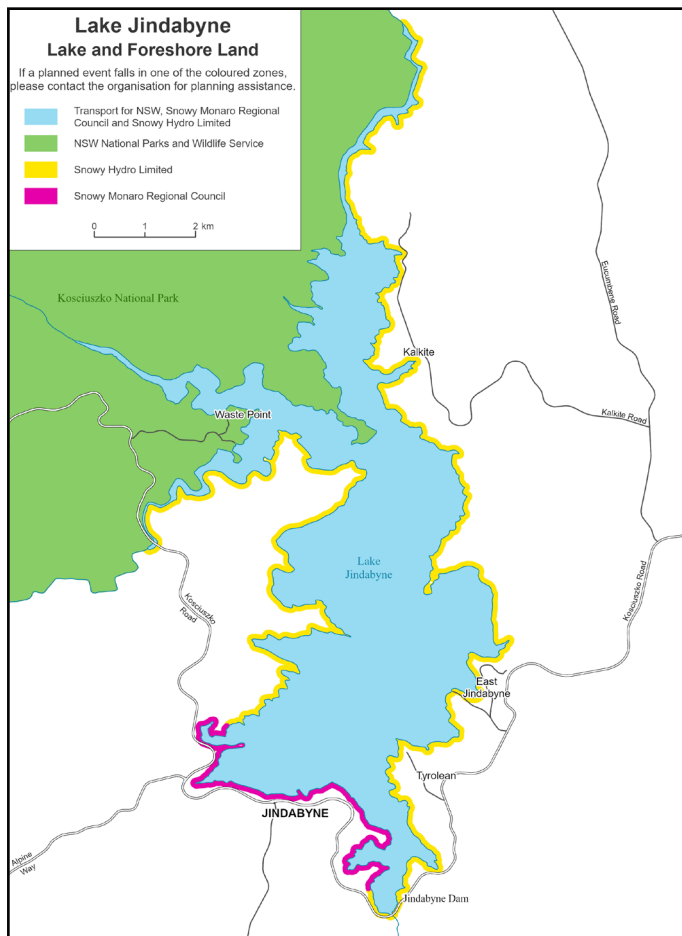 Lake Jindabyne
Lake and Foreshore Land
If a planned event falls in one of the coloured zones,
please contact the organisation for planning assistance.
Transport for NSW, Snowy Monaro Regional
Council and Snowy Hydro Limited
NSW National Parks and Wildlife Service
Snowy Hydro Limited
Snowy Monaro Regional Council
0 1 2 km
Kosciuszko National Park
Eucumbene Road
Kalkite
Waste Point
Kalkite Road
Lake
Jindabyne
Kosciuszko
Road
Kosciuszko Road
East
Jindabyne
Tyrolean
JINDABYNE
Alpine
Way
Jindabyne Dam